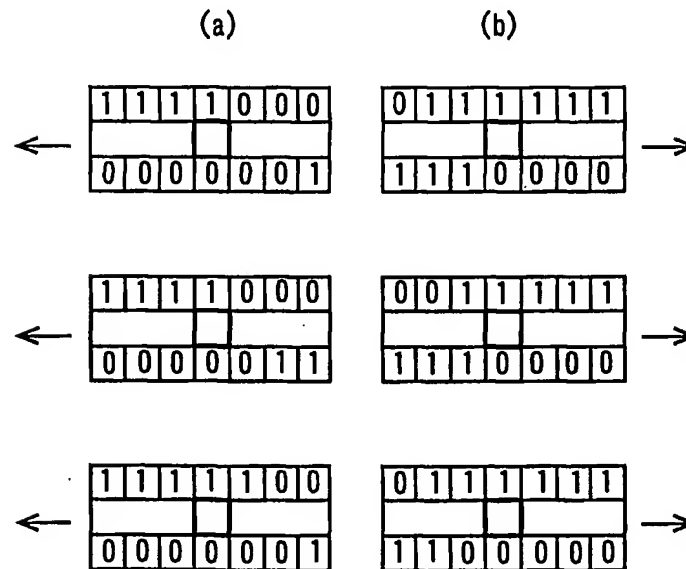 (a) (b)
1 1 1 1 0 0 0 0 1 1 1 1 1 1
0 0 0 0 0 0 1 1 1 1 0 0 0 0
1 1 1 1 0 0 0 0 0 1 1 1 1 1
0 0 0 0 0 1 1 1 1 1 0 0 0 0
1 1 1 1 1 0 0 0 1 1 1 1 1 1
0 0 0 0 0 0 1 1 1 0 0 0 0 0